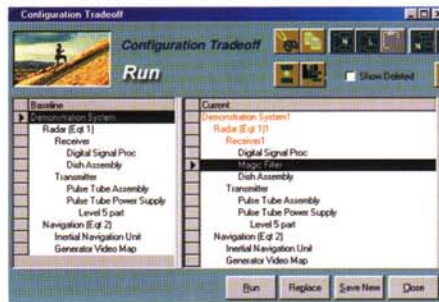 Configuration Tradeoff
Configuration Tradeoff
Run
Show Deleted
Baseline
Demonstration System
Radar (Eqt 1)
Receiver
Digital Signal Proc
Dish Assembly
Transmitter
Pulse Tube Assembly
Pulse Tube Power Supply
Level 5 part
Navigation (Eqt 2)
Inertial Navigation Unit
Generator Video Map
Current
Demonstration System1
Radar (Eqt 1)1
Receiver1
Digital Signal Proc
Magic Filter
Dish Assembly
Transmitter
Pulse Tube Assembly
Pulse Tube Power Supply
Level 5 part
Navigation (Eqt 2)
Inertial Navigation Unit
Generator Video Map
Run
Replace
Save New
Close